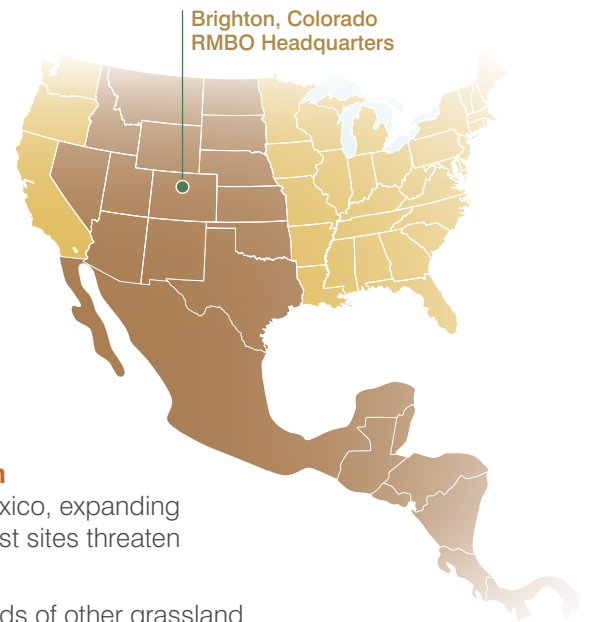 Brighton, Colorado
RMBO Headquarters
xico, expanding
st sites threaten
ds of other grassland